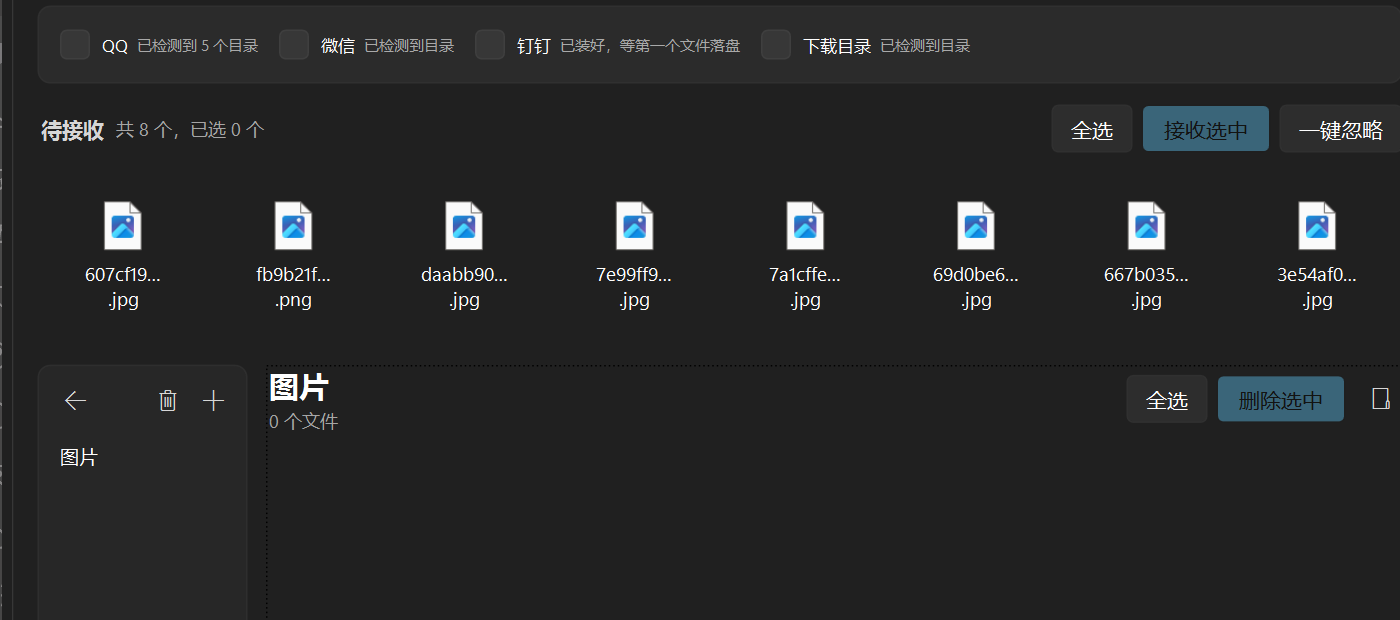 QQ 已检测到 5 个目录 微信 已检测到目录 钉钉 已装好，等第一个文件落盘 下载目录 已检测到目录
待接收 共 8 个，已选 0 个 全选 接收选中 一键忽略
607cf19... fb9b21f... daabb90... 7e99ff9... 7a1cffe... 69d0be6... 667b035... 3e54af0...
.jpg .png .jpg .jpg .jpg .jpg .jpg .jpg
图片 全选 删除选中
0 个文件
图片